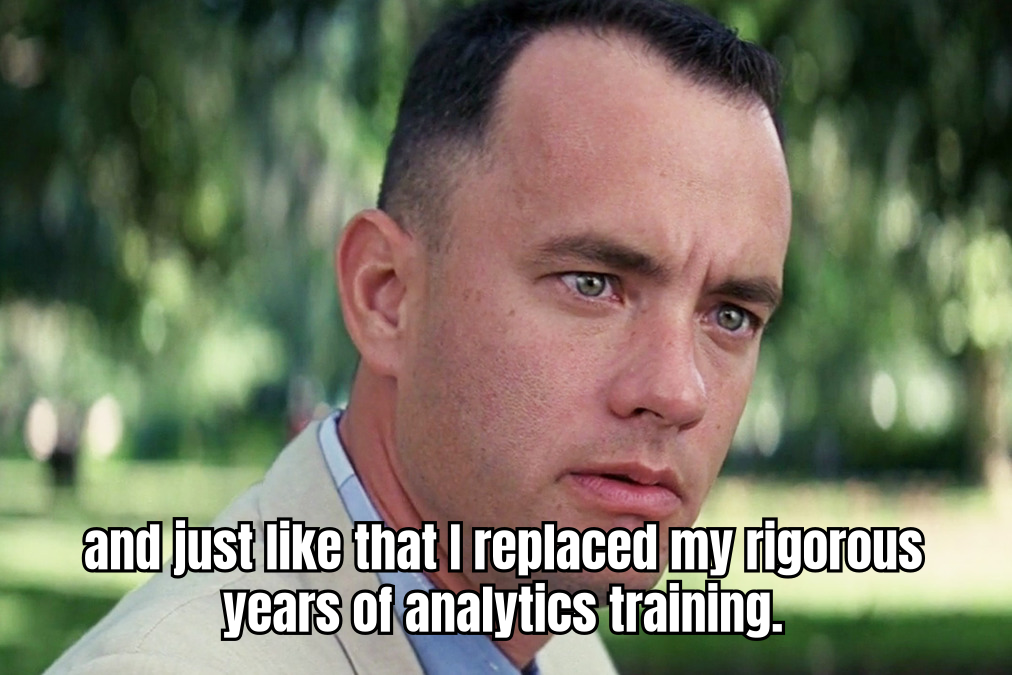 and just like that I replaced my rigorous
years of analytics training.